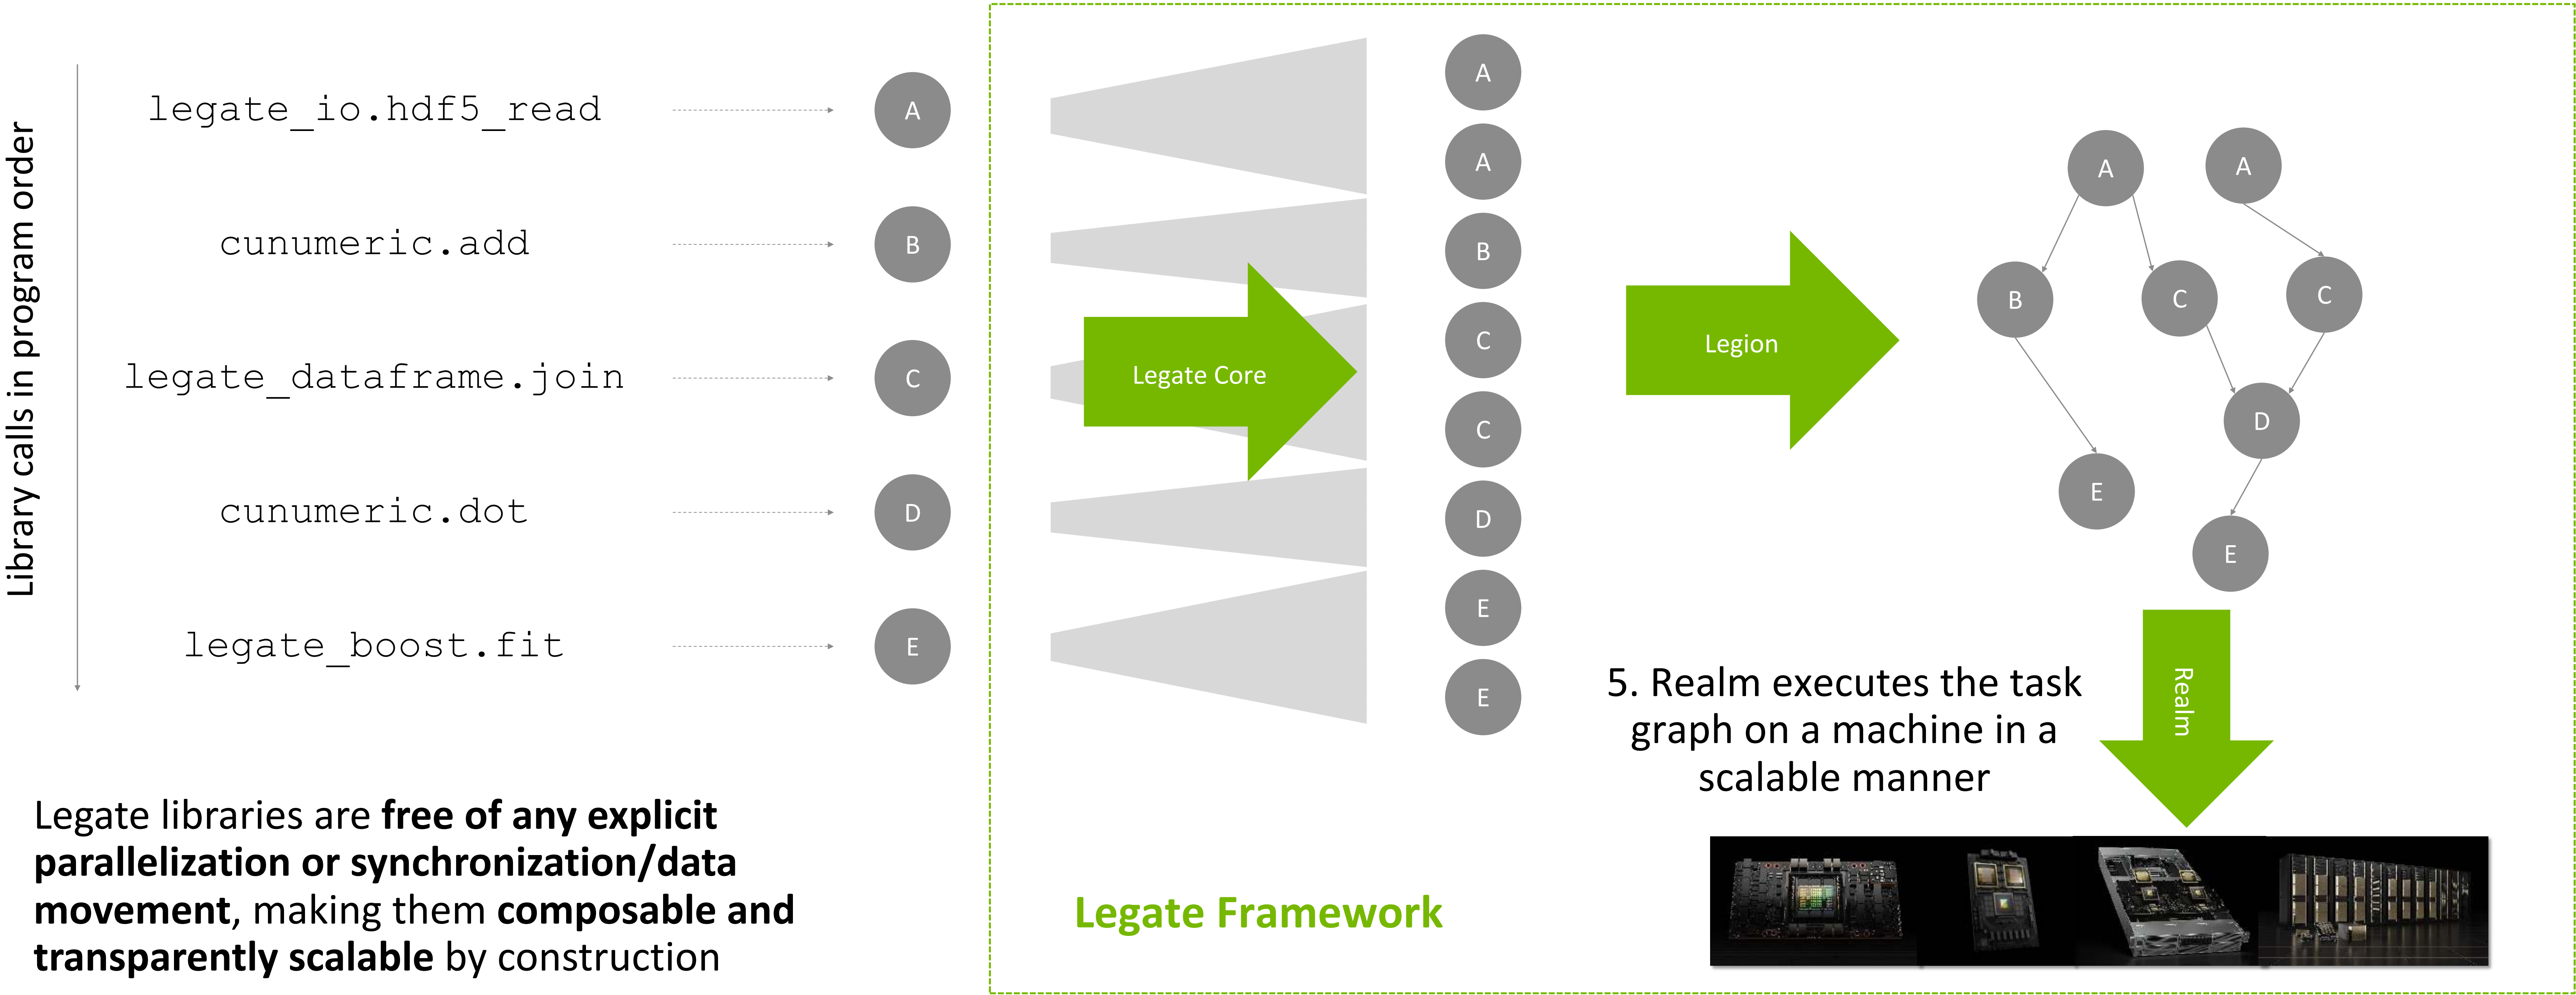 Library calls in program order
legate_io.hdf5_read
A
cunumeric.add
B
legate_dataframe.join
C
cunumeric.dot
D
legate_boost.fit
E
Legate libraries are free of any explicit
parallelization or synchronization/data
movement, making them composable and
transparently scalable by construction
Legate Core
A
A
B
C
C
D
E
E
Legion
A
A
B
C
C
D
E
E
5. Realm executes the task
graph on a machine in a
scalable manner
Realm
Legate Framework